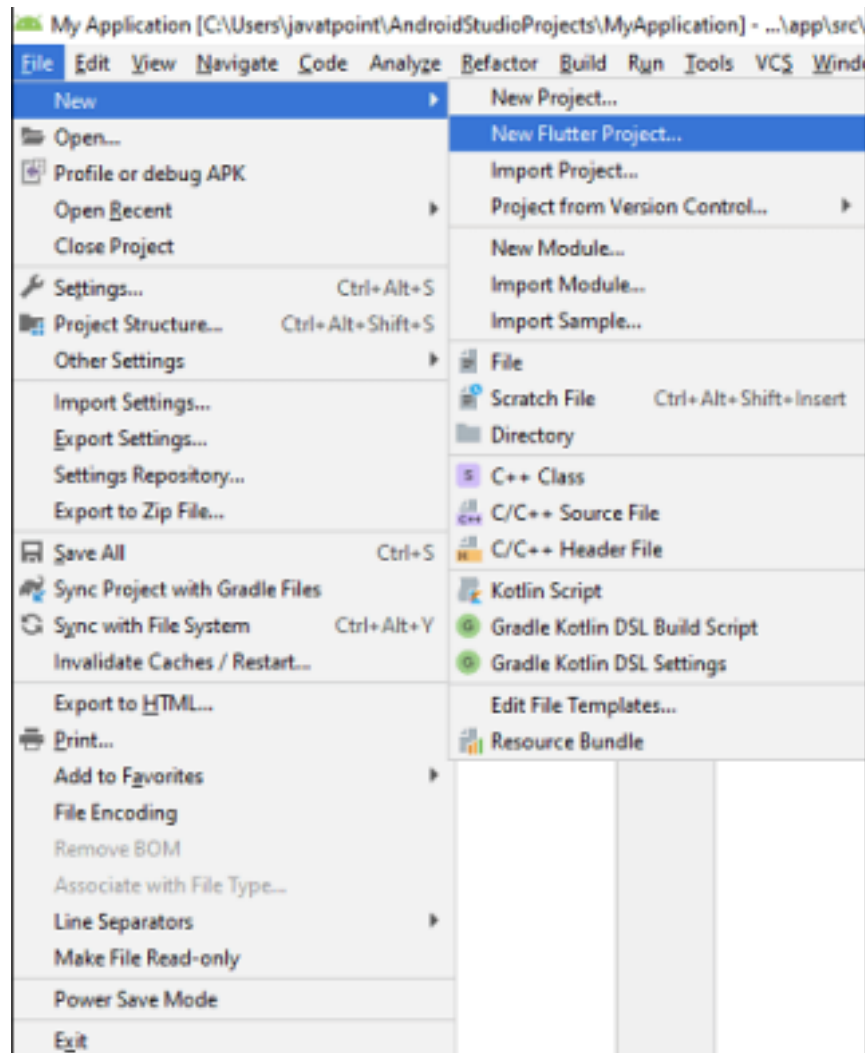 My Application [C:\Users\javatpoint\AndroidStudioProjects\MyApplication] - ...\app\src\
File Edit View Navigate Code Analyze Refactor Build Run Tools VCS
New
Open...
Profile or debug APK
Open Recent
Close Project
Settings... Ctrl+Alt+S
Project Structure... Ctrl+Alt+Shift+S
Other Settings
Import Settings...
Export Settings...
Settings Repository...
Export to Zip File...
Save All Ctrl+S
Sync Project with Gradle Files
Sync with File System Ctrl+Alt+Y
Invalidate Caches / Restart...
Export to HTML...
Print...
Add to Favorites
File Encoding
Remove BOM
Associate with File Type...
Line Separators
Make File Read-only
Power Save Mode
Exit
New Project...
New Flutter Project...
Import Project...
Project from Version Control...
New Module...
Import Module...
Import Sample...
File
Scratch File Ctrl+Alt+Shift+Insert
Directory
S C++ Class
C++ C/C++ Source File
H C/C++ Header File
Kotlin Script
G Gradle Kotlin DSL Build Script
G Gradle Kotlin DSL Settings
Edit File Templates...
Resource Bundle